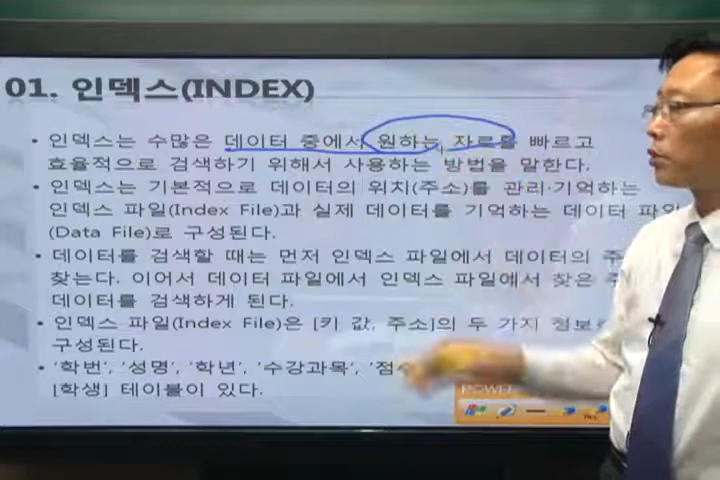 01. 인덱스(INDEX)
• 인덱스는 수많은 데이터 중에서 원하는 자료를 빠르고
효율적으로 검색하기 위해서 사용하는 방법을 말한다.
• 인덱스는 기본적으로 데이터의 위치(주소)를 관리·기억하는
인덱스 파일(Index File)과 실제 데이터를 기억하는 데이터 파일
(Data File)로 구성된다.
• 데이터를 검색할 때는 먼저 인덱스 파일에서 데이터의
찾는다. 이어서 데이터 파일에서 인덱스 파일에서 찾은
데이터를 검색하게 된다.
• 인덱스 파일(Index File)은 [키 값, 주소]의 두 가지
구성된다.
• '학번', '성명', '학년', '수강과목',
[학생] 테이블이 있다.
POWER